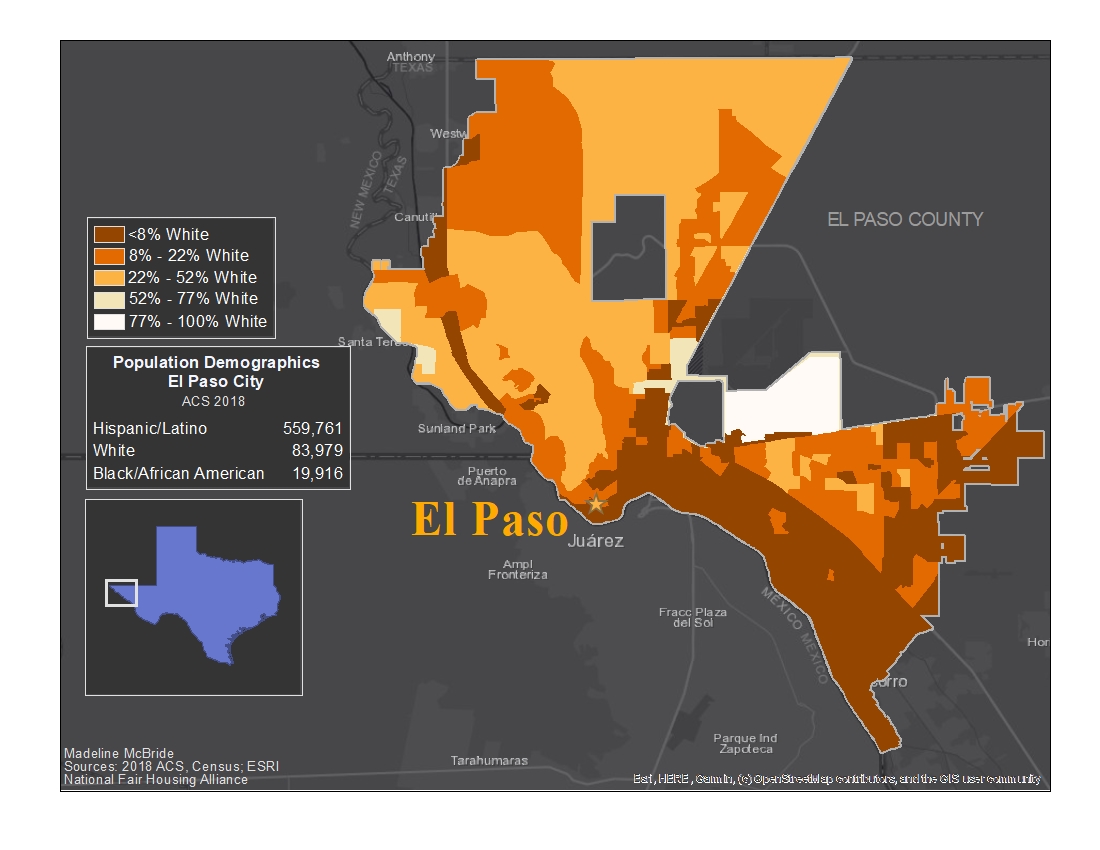 Anthony
TEXAS
Westw
NEW MEXICO
TEXAS
Canutil
EL PASO COUNTY
<8% White
8% - 22% White
22% - 52% White
52% - 77% White
77% - 100% White
Santa Tere
Population Demographics
El Paso City
ACS 2018
Hispanic/Latino 559,761
White 83,979
Black/African American 19,916
Sunland Park
Puerto
de Anapra
El Paso
Juárez
Ampl
Fronteriza
Fracc Plaza
del Sol
MEXICO MEXICO
Hor
orro
Parque Ind
Zapoteca
Tarahumaras
Madeline McBride
Sources: 2018 ACS, Census; ESRI
National Fair Housing Alliance
Esri, HERE, Garmin, (c) OpenStreetMap contributors, and the GIS user community